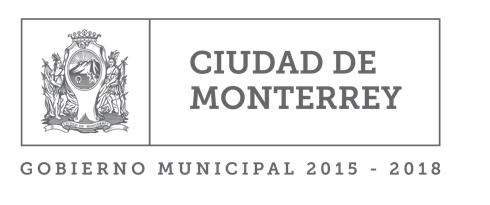 CIUDAD DE
MONTERREY
GOBIERNO MUNICIPAL 2015 - 2018